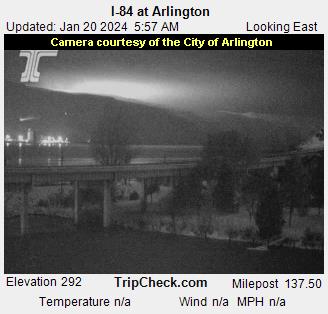 I-84 at Arlington
Updated: Jan 20 2024 5:57 AM Looking East
Camera courtesy of the City of Arlington
Elevation 292 TripCheck.com Milepost 137.50
Temperature n/a Wind n/a MPH n/a